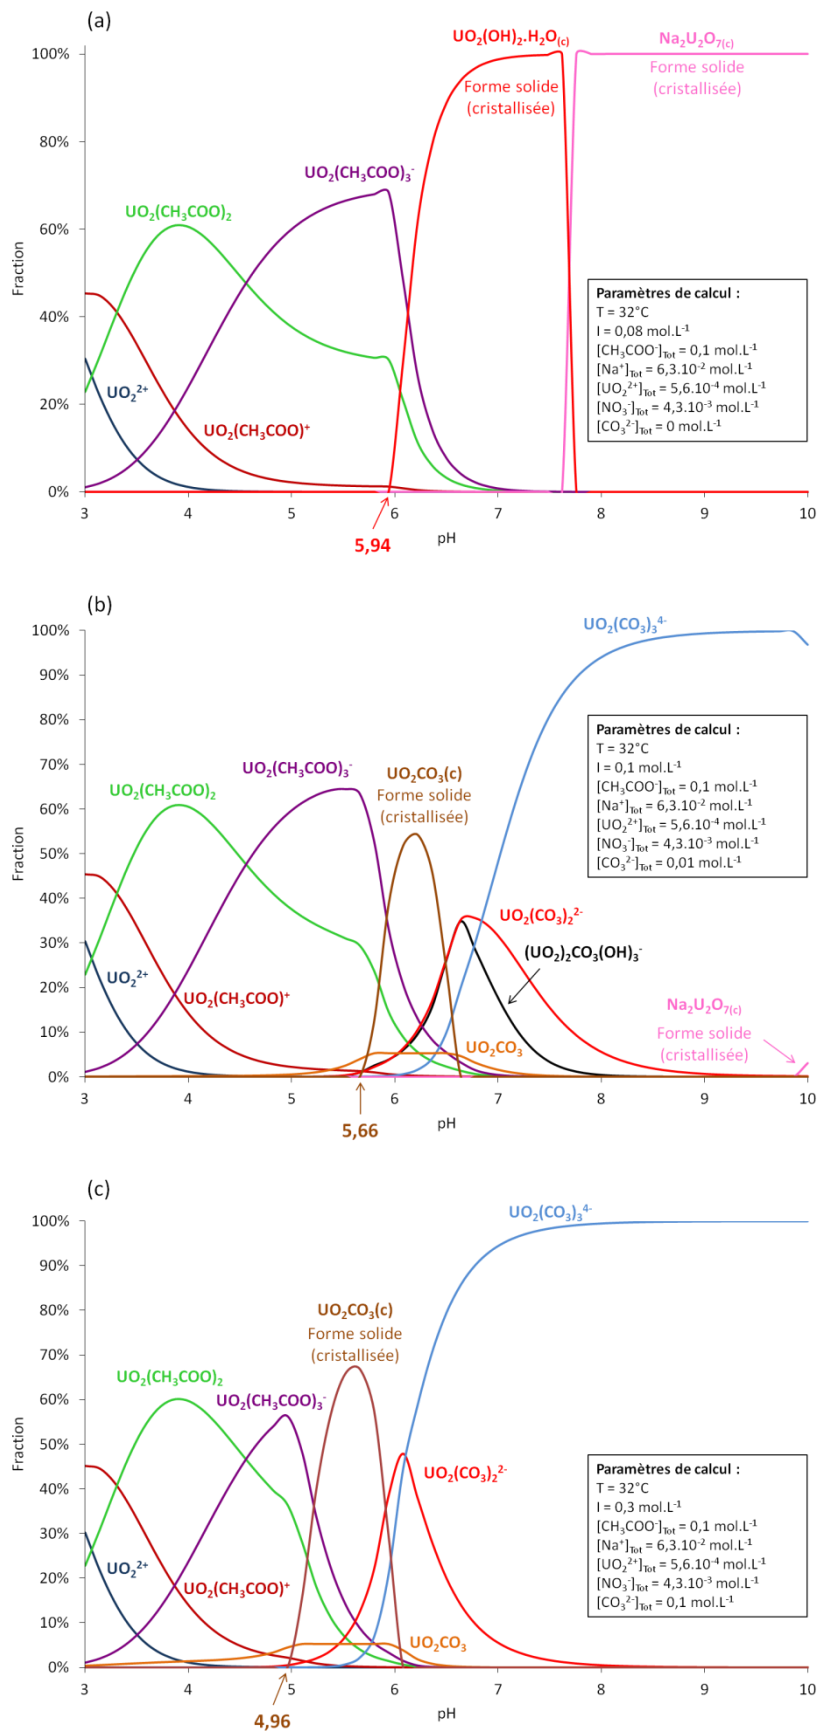 (a)
UO₂(OH)₂.H₂O(c)
Forme solide
(cristallisée)
Na₂U₂O₇(c)
Forme solide
(cristallisée)
UO₂(CH₃COO)₃⁻
UO₂(CH₃COO)₂
UO₂²⁺
UO₂(CH₃COO)⁺
Fraction
100%
80%
60%
40%
20%
0%
3 4 5 6 7 8 9 10
pH
5,94
Paramètres de calcul :
T = 32°C
I = 0,08 mol.L⁻¹
[CH₃COO⁻]Tot = 0,1 mol.L⁻¹
[Na⁺]Tot = 6,3.10⁻² mol.L⁻¹
[UO₂²⁺]Tot = 5,6.10⁻⁴ mol.L⁻¹
[NO₃⁻]Tot = 4,3.10⁻³ mol.L⁻¹
[CO₃²⁻]Tot = 0 mol.L⁻¹
(b)
UO₂(CO₃)₃⁴⁻
UO₂(CH₃COO)₃⁻
UO₂CO₃(c)
Forme solide
(cristallisée)
UO₂(CH₃COO)₂
UO₂(CO₃)₂²⁻
(UO₂)₂CO₃(OH)₃⁻
UO₂²⁺
UO₂(CH₃COO)⁺
UO₂CO₃
Na₂U₂O₇(c)
Forme solide
(cristallisée)
Fraction
100%
90%
80%
70%
60%
50%
40%
30%
20%
10%
0%
3 4 5 6 7 8 9 10
pH
5,66
Paramètres de calcul :
T = 32°C
I = 0,1 mol.L⁻¹
[CH₃COO⁻]Tot = 0,1 mol.L⁻¹
[Na⁺]Tot = 6,3.10⁻² mol.L⁻¹
[UO₂²⁺]Tot = 5,6.10⁻⁴ mol.L⁻¹
[NO₃⁻]Tot = 4,3.10⁻³ mol.L⁻¹
[CO₃²⁻]Tot = 0,01 mol.L⁻¹
(c)
UO₂(CO₃)₃⁴⁻
UO₂CO₃(c)
Forme solide
(cristallisée)
UO₂(CH₃COO)₂
UO₂(CH₃COO)₃⁻
UO₂(CO₃)₂²⁻
UO₂²⁺
UO₂(CH₃COO)⁺
UO₂CO₃
Fraction
100%
90%
80%
70%
60%
50%
40%
30%
20%
10%
0%
3 4 5 6 7 8 9 10
pH
4,96
Paramètres de calcul :
T = 32°C
I = 0,3 mol.L⁻¹
[CH₃COO⁻]Tot = 0,1 mol.L⁻¹
[Na⁺]Tot = 6,3.10⁻² mol.L⁻¹
[UO₂²⁺]Tot = 5,6.10⁻⁴ mol.L⁻¹
[NO₃⁻]Tot = 4,3.10⁻³ mol.L⁻¹
[CO₃²⁻]Tot = 0,1 mol.L⁻¹